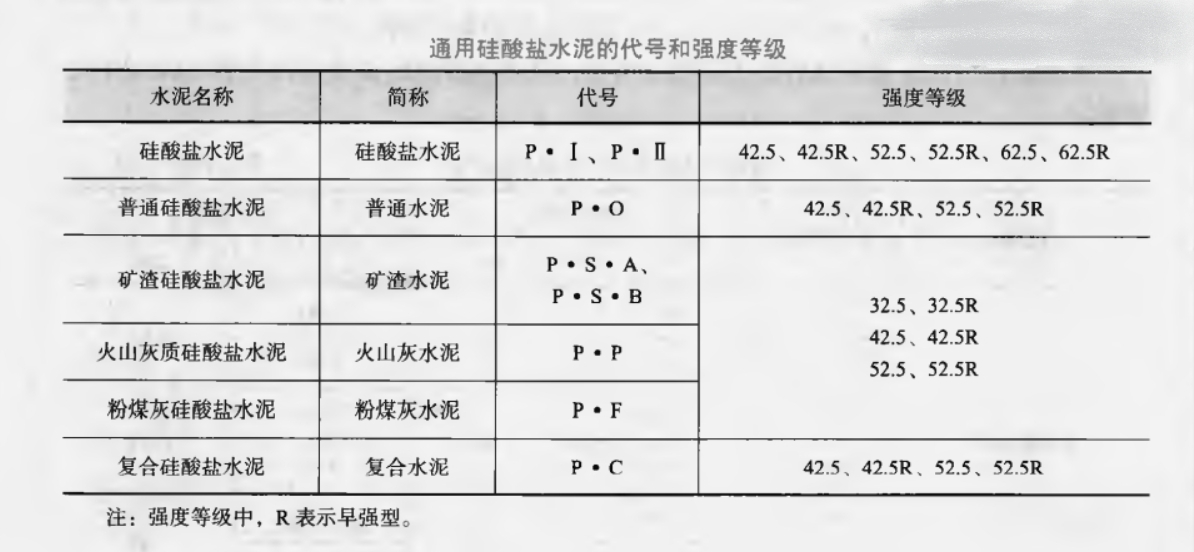 通用硅酸盐水泥的代号和强度等级
水泥名称 简称 代号 强度等级
硅酸盐水泥 硅酸盐水泥 P·Ⅰ、P·Ⅱ 42.5、42.5R、52.5、52.5R、62.5、62.5R
普通硅酸盐水泥 普通水泥 P·O 42.5、42.5R、52.5、52.5R
矿渣硅酸盐水泥 矿渣水泥 P·S·A、
P·S·B
32.5、32.5R
42.5、42.5R
52.5、52.5R
火山灰质硅酸盐水泥 火山灰水泥 P·P
粉煤灰硅酸盐水泥 粉煤灰水泥 P·F
复合硅酸盐水泥 复合水泥 P·C 42.5、42.5R、52.5、52.5R
注：强度等级中，R 表示早强型。